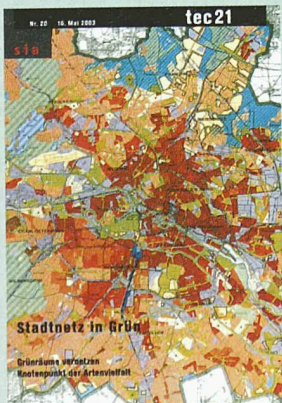 Nr. 20   16. Mai 2003
tec21
sia
Stadtnetz in Grün
Grünräume vernetzen
Knotenpunkt der Artenvielfalt